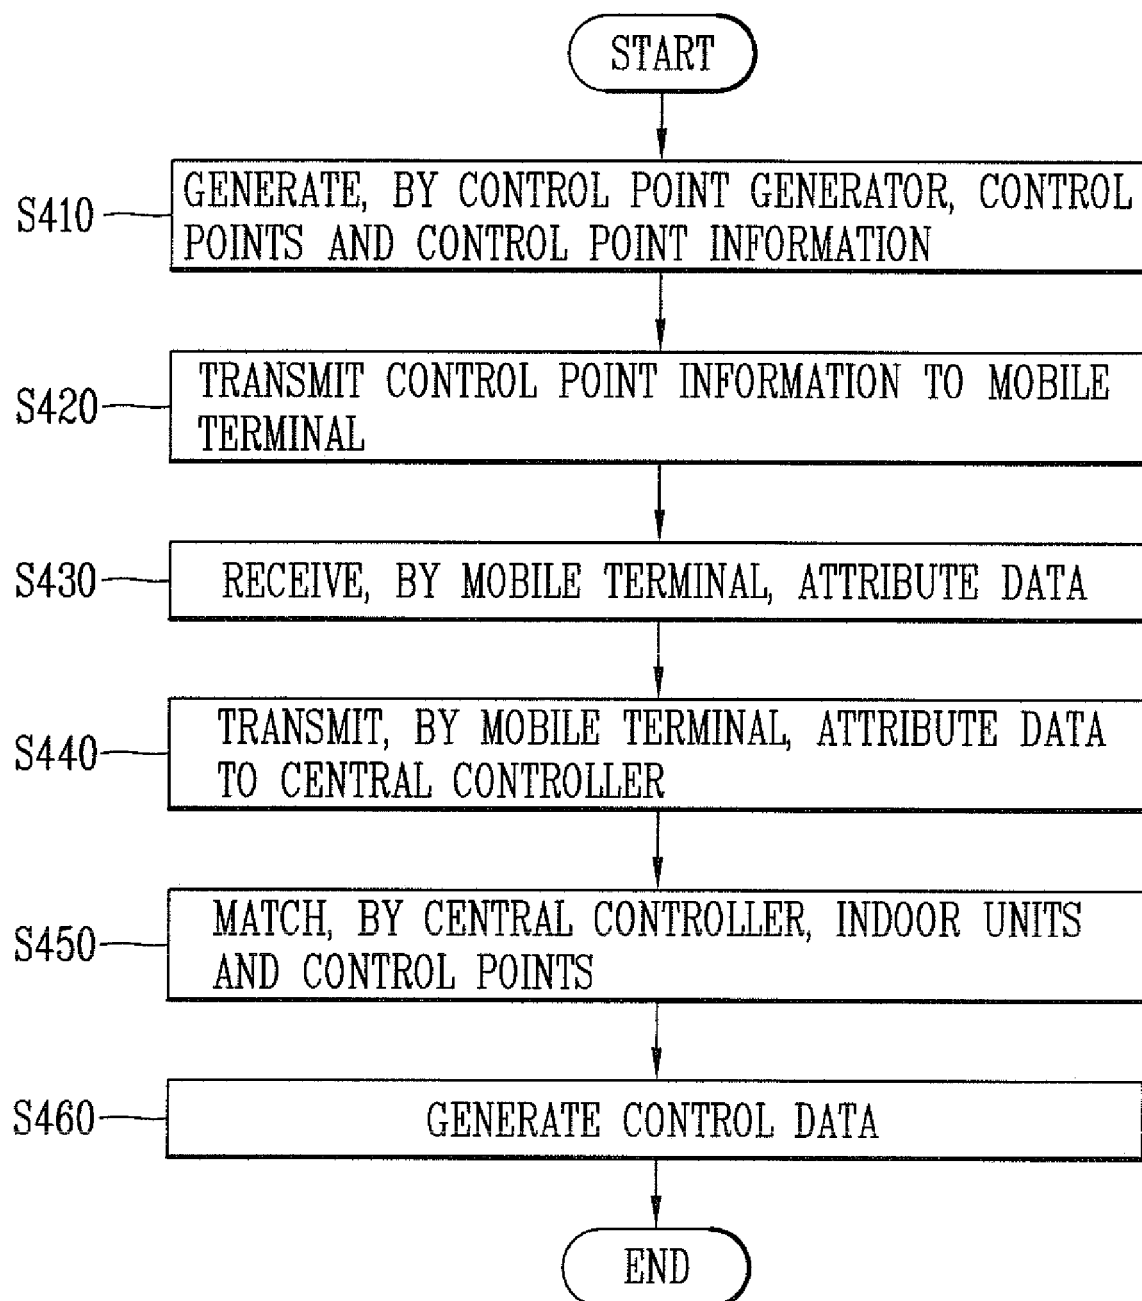 START
S410
GENERATE, BY CONTROL POINT GENERATOR, CONTROL
POINTS AND CONTROL POINT INFORMATION
S420
TRANSMIT CONTROL POINT INFORMATION TO MOBILE
TERMINAL
S430
RECEIVE, BY MOBILE TERMINAL, ATTRIBUTE DATA
S440
TRANSMIT, BY MOBILE TERMINAL, ATTRIBUTE DATA
TO CENTRAL CONTROLLER
S450
MATCH, BY CENTRAL CONTROLLER, INDOOR UNITS
AND CONTROL POINTS
S460
GENERATE CONTROL DATA
END